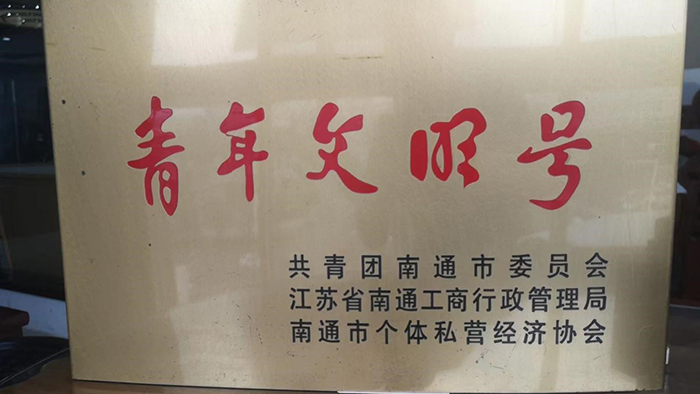 青年文明号
共青团南通市委员会
江苏省南通工商行政管理局
南通市个体私营经济协会